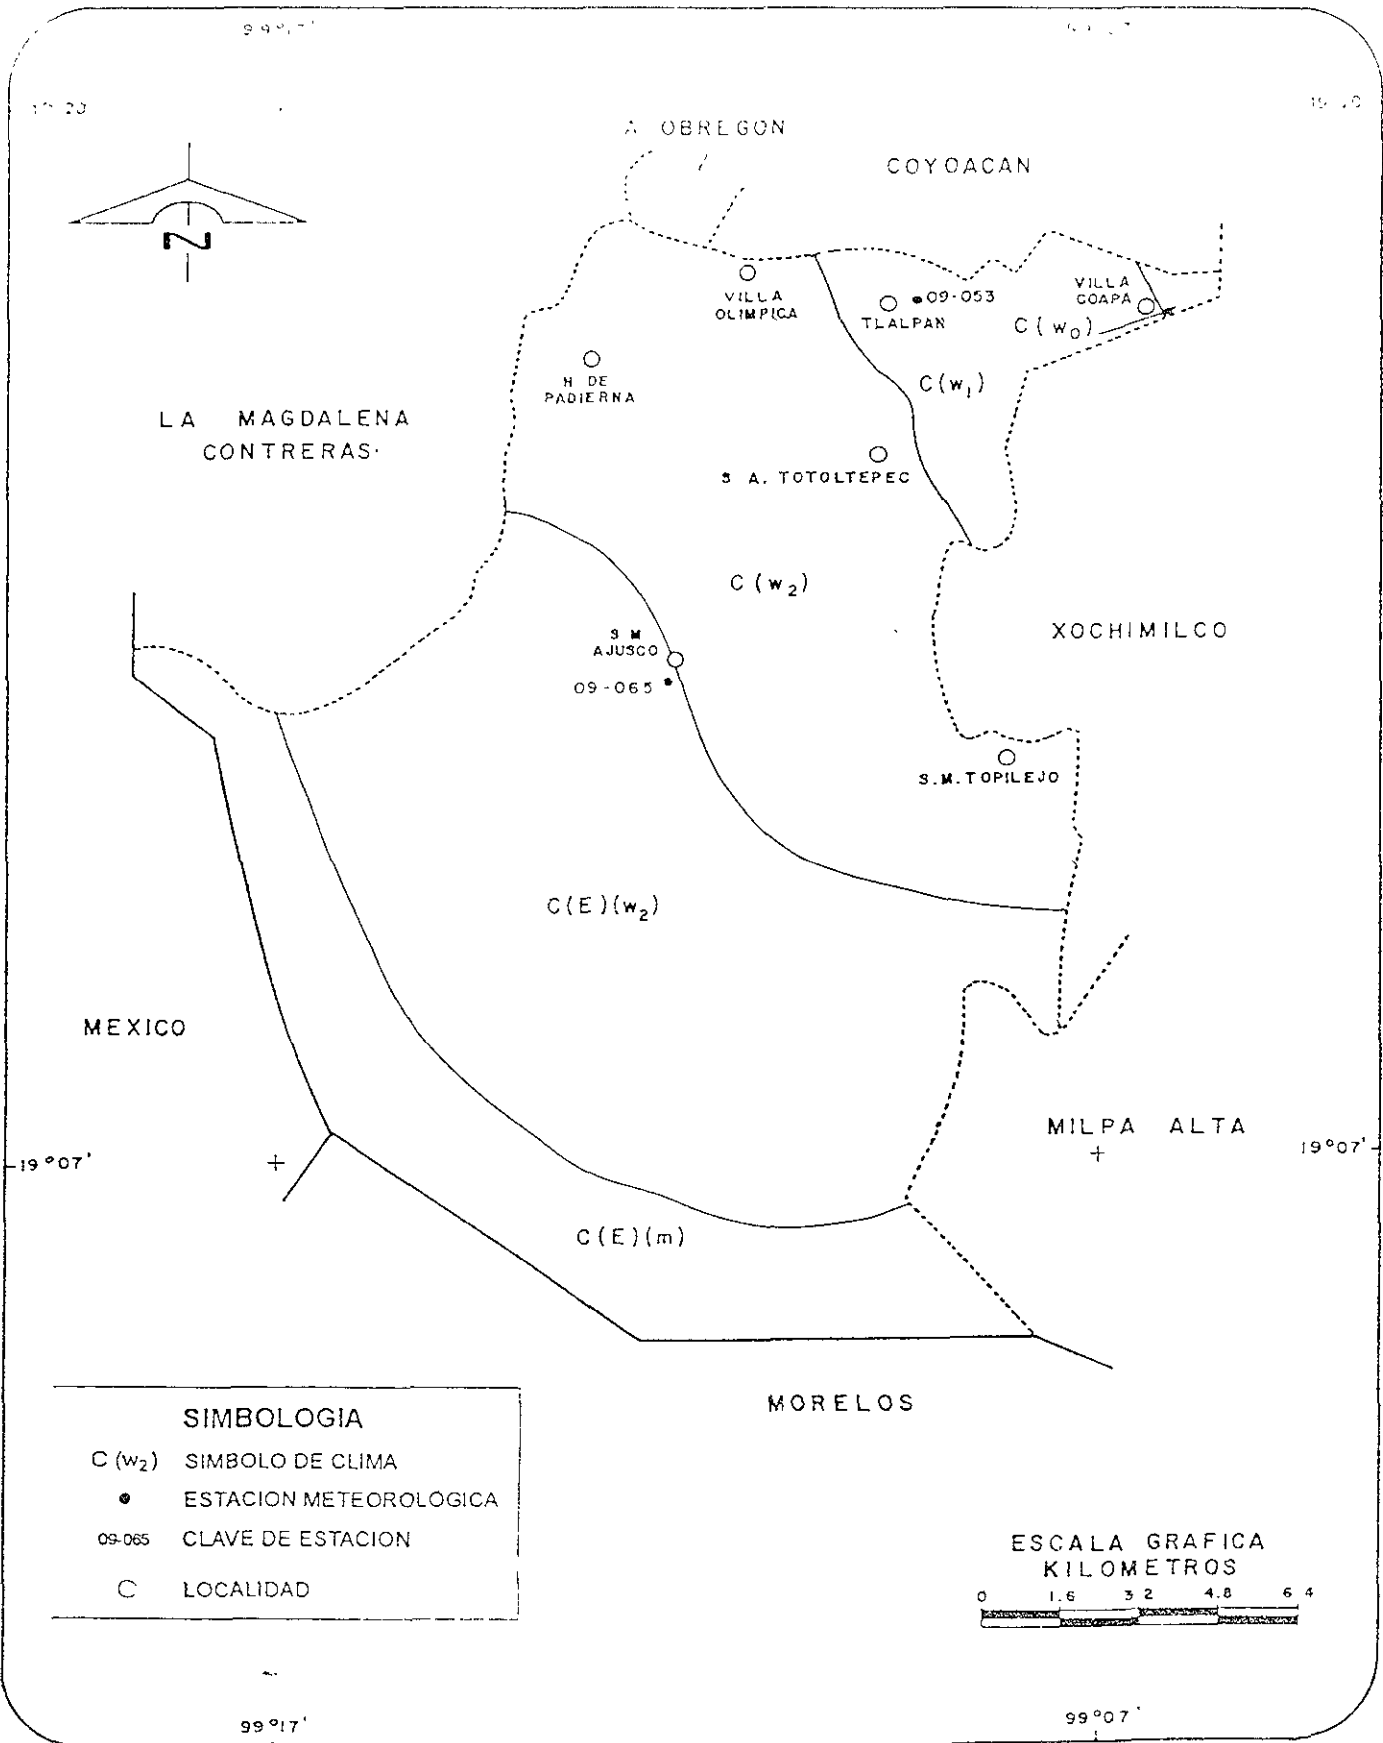 A OBREGON
COYOACAN
N
VILLA
OLIMPICA
TLALPAN
09-053
VILLA
COAPA
C(w₀)
H DE
PADIERNA
C(w₁)
LA MAGDALENA
CONTRERAS
S A. TOTOLTEPEC
C(w₂)
XOCHIMILCO
S M
AJUSCO
09-065
S.M.TOPILEJO
C(E)(w₂)
MEXICO
MILPA ALTA
19°07'
19°07'
C(E)(m)
MORELOS
SIMBOLOGIA
C(w₂) SIMBOLO DE CLIMA
ESTACION METEOROLOGICA
09-065 CLAVE DE ESTACION
LOCALIDAD
ESCALA GRAFICA
KILOMETROS
0 1.6 3 2 4.8 6 4
99°17'
99°07'